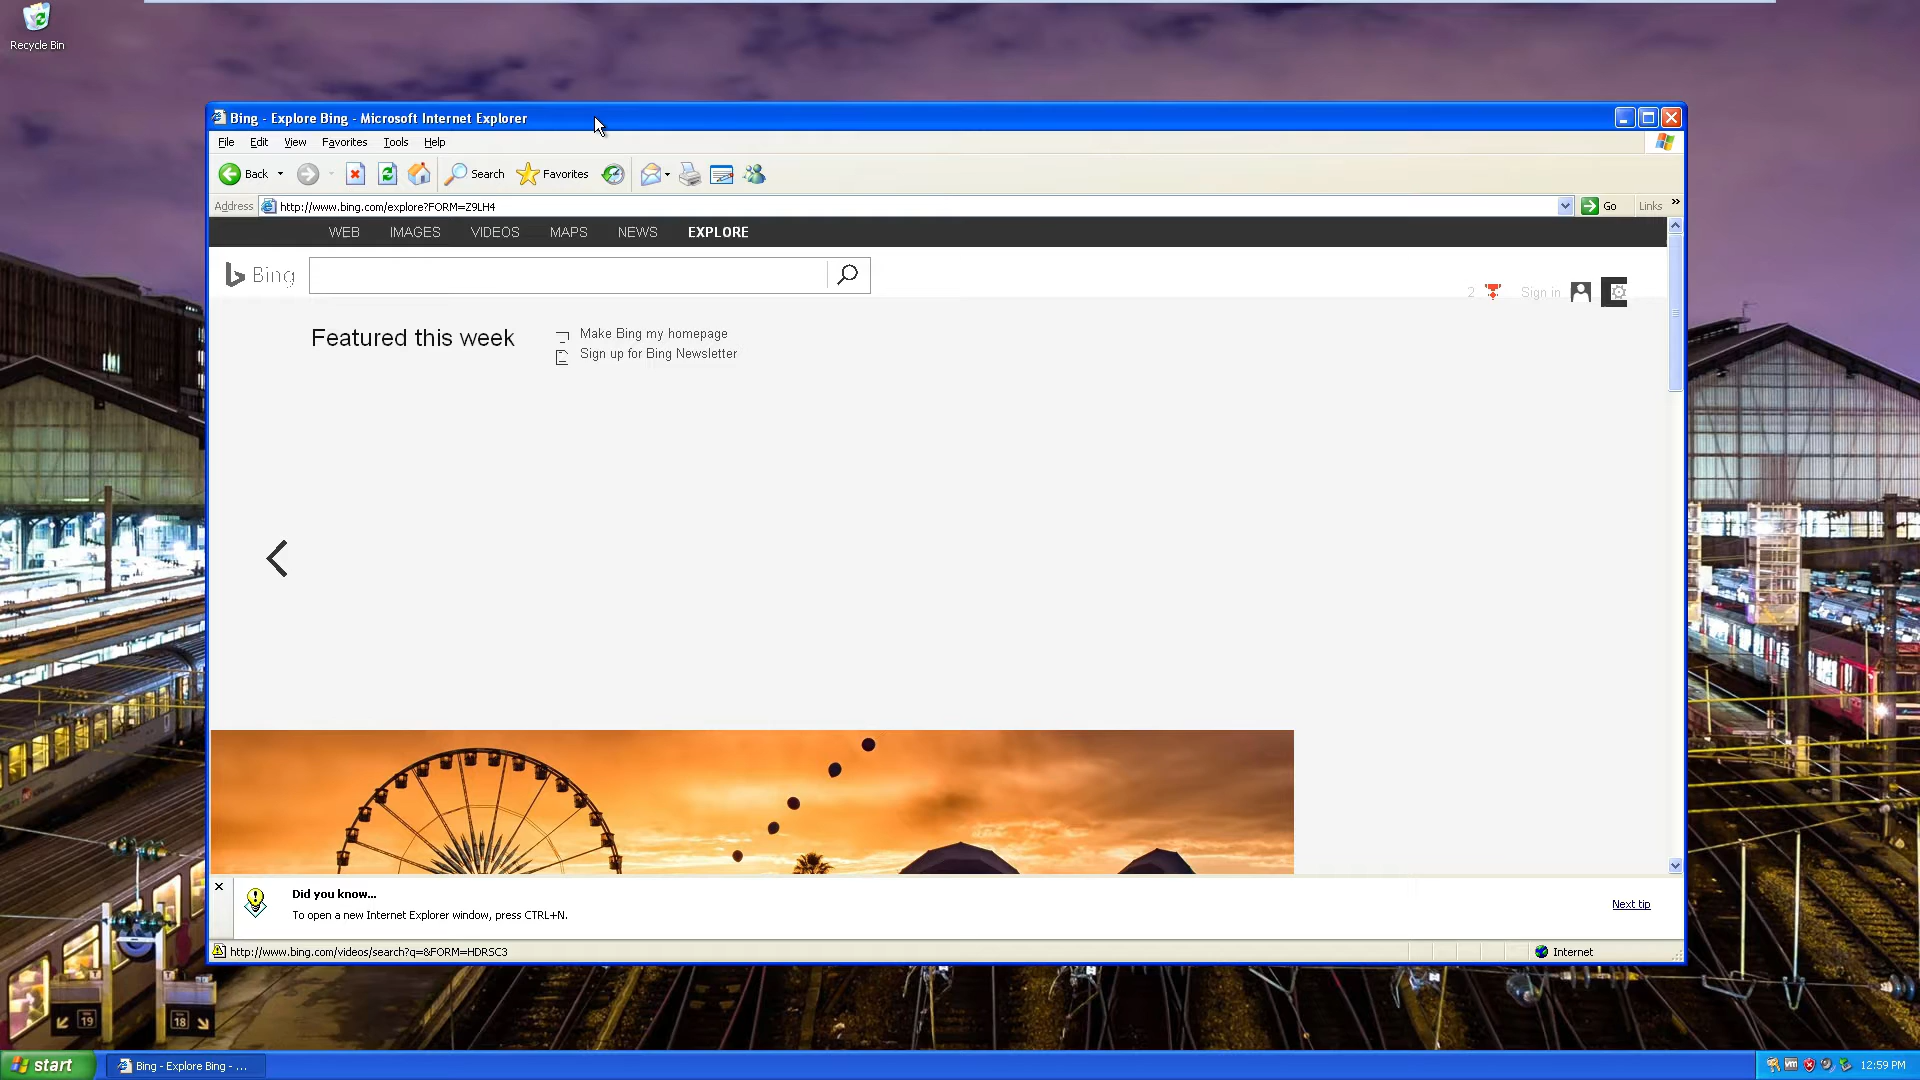 Recycle Bin
Bing - Explore Bing - Microsoft Internet Explorer
File Edit View Favorites Tools Help
Back Search Favorites
Address http://www.bing.com/explore?FORM=Z9LH4 Go Links »
WEB IMAGES VIDEOS MAPS NEWS EXPLORE
Bing
2 Sign in
Featured this week
Make Bing my homepage
Sign up for Bing Newsletter
Did you know...
To open a new Internet Explorer window, press CTRL+N.
Next tip
http://www.bing.com/videos/search?q=&FORM=HDRSC3 Internet
T T
19 18
start Bing - Explore Bing - ... vm 12:59 PM